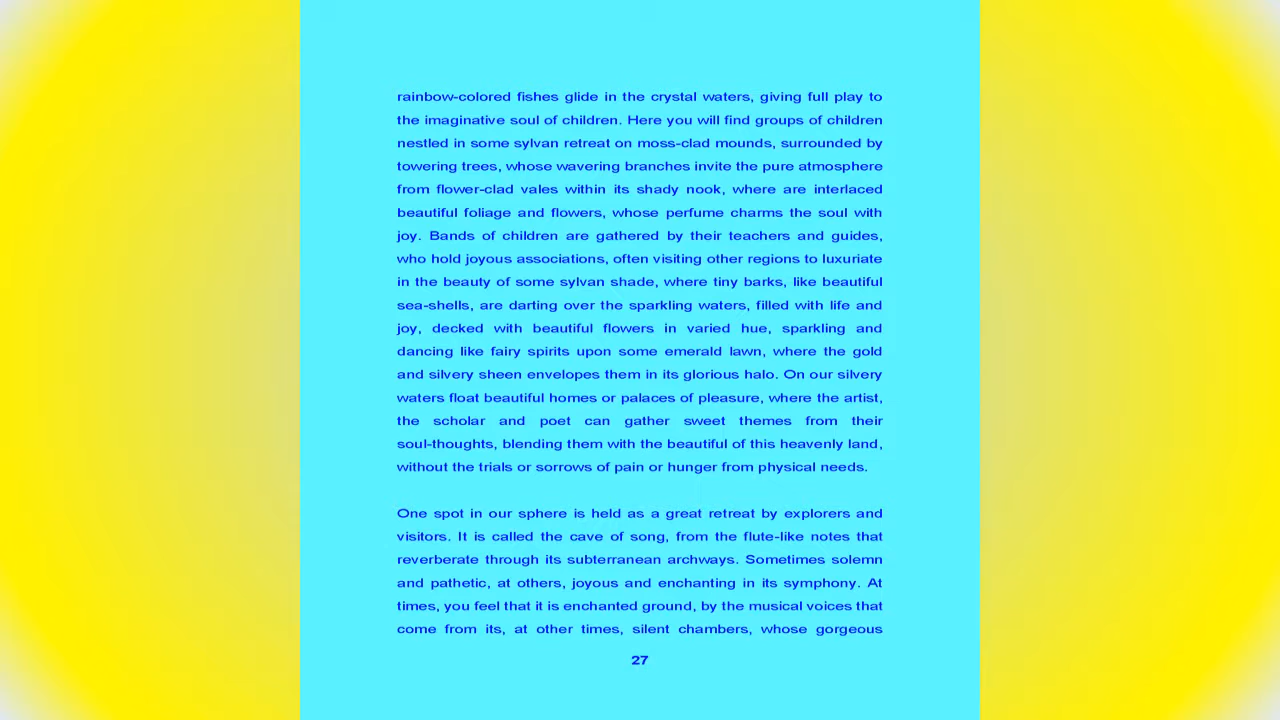 rainbow-colored fishes glide in the crystal waters, giving full play to
the imaginative soul of children. Here you will find groups of children
nestled in some sylvan retreat on moss-clad mounds, surrounded by
towering trees, whose wavering branches invite the pure atmosphere
from flower-clad vales within its shady nook, where are interlaced
beautiful foliage and flowers, whose perfume charms the soul with
joy. Bands of children are gathered by their teachers and guides,
who hold joyous associations, often visiting other regions to luxuriate
in the beauty of some sylvan shade, where tiny barks, like beautiful
sea-shells, are darting over the sparkling waters, filled with life and
joy, decked with beautiful flowers in varied hue, sparkling and
dancing like fairy spirits upon some emerald lawn, where the gold
and silvery sheen envelopes them in its glorious halo. On our silvery
waters float beautiful homes or palaces of pleasure, where the artist,
the scholar and poet can gather sweet themes from their
soul-thoughts, blending them with the beautiful of this heavenly land,
without the trials or sorrows of pain or hunger from physical needs.
One spot in our sphere is held as a great retreat by explorers and
visitors. It is called the cave of song, from the flute-like notes that
reverberate through its subterranean archways. Sometimes solemn
and pathetic, at others, joyous and enchanting in its symphony. At
times, you feel that it is enchanted ground, by the musical voices that
come from its, at other times, silent chambers, whose gorgeous
27